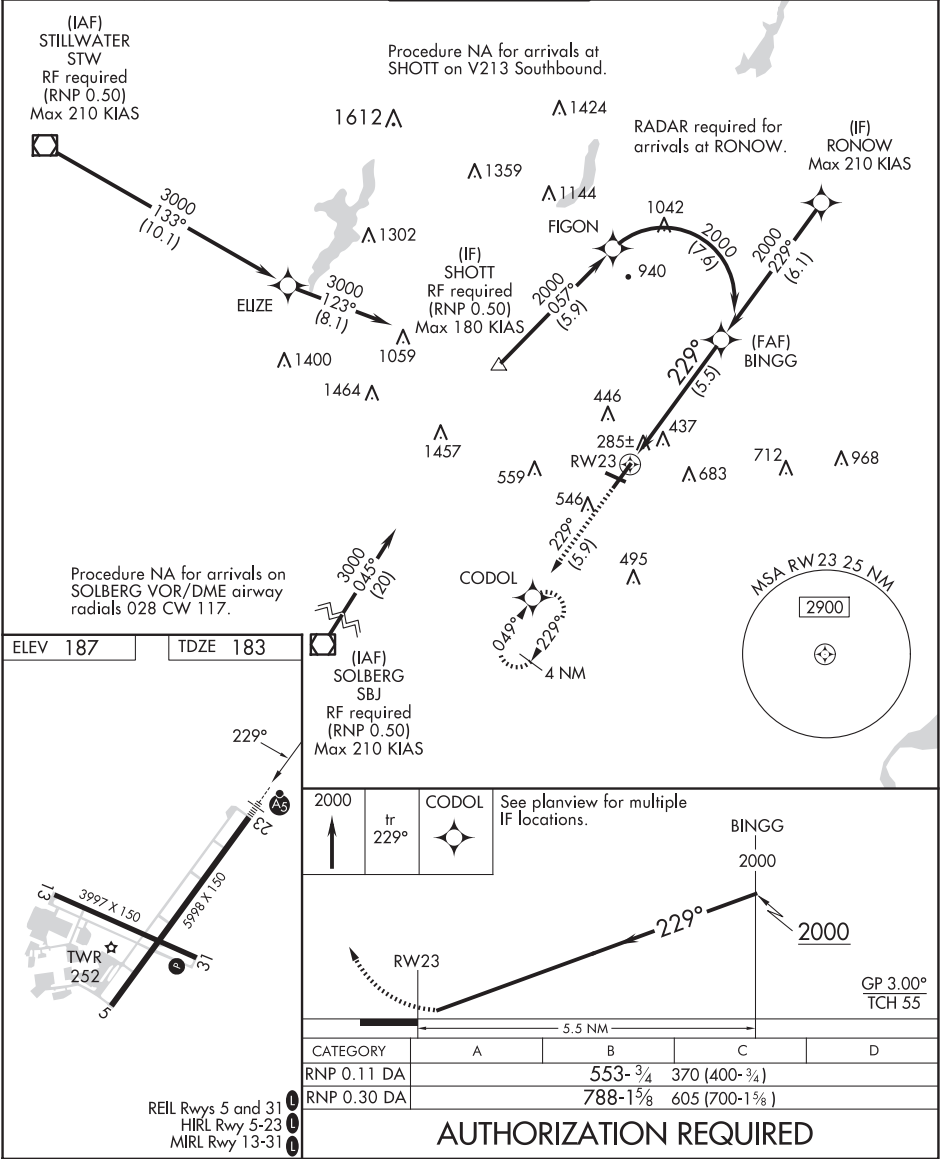 (IAF)
STILLWATER
STW
RF required
(RNP 0.50)
Max 210 KIAS
Procedure NA for arrivals at
SHOTT on V213 Southbound.
1612
1424
RADAR required for
arrivals at RONOW.
(IF)
RONOW
Max 210 KIAS
1359
1144
3000
133°
(10.1)
1302
FIGON
1042
2000
(7.6)
2000
229°
(6.1)
940
(IF)
SHOTT
RF required
(RNP 0.50)
Max 180 KIAS
2000
057°
(5.9)
ELIZE
3000
123°
(8.1)
1059
1400
1464
(FAF)
BINGG
229°
(5.5)
446
437
285±
1457
559
RW23
683
712
968
546
229°
(5.9)
495
3000
045°
(20)
Procedure NA for arrivals on
SOLBERG VOR/DME airway
radials 028 CW 117.
CODOL
049°
229°
4 NM
MSA RW 23 25 NM
2900
(IAF)
SOLBERG
SBJ
RF required
(RNP 0.50)
Max 210 KIAS
ELEV 187
TDZE 183
229°
A5
23
13
3997 X 150
5998 X 150
TWR
252
P
31
5
REIL Rwys 5 and 31 L
HIRL Rwy 5-23 L
MIRL Rwy 13-31 L
2000
tr
229°
CODOL
See planview for multiple
IF locations.
BINGG
2000
229°
2000
RW23
GP 3.00°
TCH 55
5.5 NM
CATEGORY A B C D
RNP 0.11 DA 553-¾ 370 (400-¾)
RNP 0.30 DA 788-1⅝ 605 (700-1⅝)
AUTHORIZATION REQUIRED